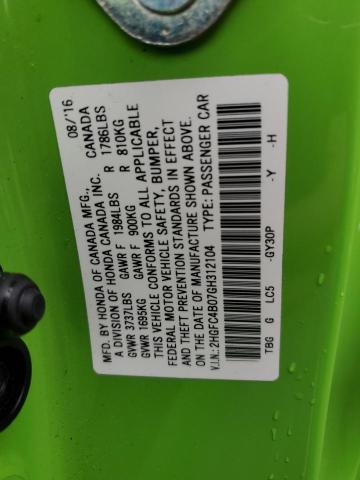 MFD. BY HONDA OF CANADA MFG., 08/'16
A DIVISION OF HONDA CANADA INC. CANADA
GVWR 3737LBS GAWR F 1984LBS R 1786LBS
GVWR 1695KG GAWR F 900KG R 810KG
THIS VEHICLE CONFORMS TO ALL APPLICABLE
FEDERAL MOTOR VEHICLE SAFETY, BUMPER,
AND THEFT PREVENTION STANDARDS IN EFFECT
ON THE DATE OF MANUFACTURE SHOWN ABOVE.
V.I.N: 2HGFC4B07GH312104 TYPE: PASSENGER CAR
TBG G LC5 -GY30P -Y -H